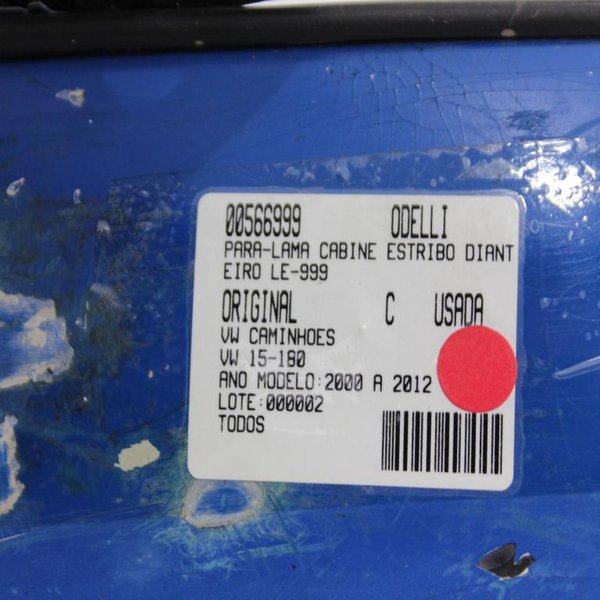 00566999 ODELLI
PARA-LAMA CABINE ESTRIBO DIANT
EIRO LE-999
ORIGINAL C USADA
VW CAMINHOES
VW 15-180
ANO MODELO:2000 A 2012
LOTE:000002
TODOS